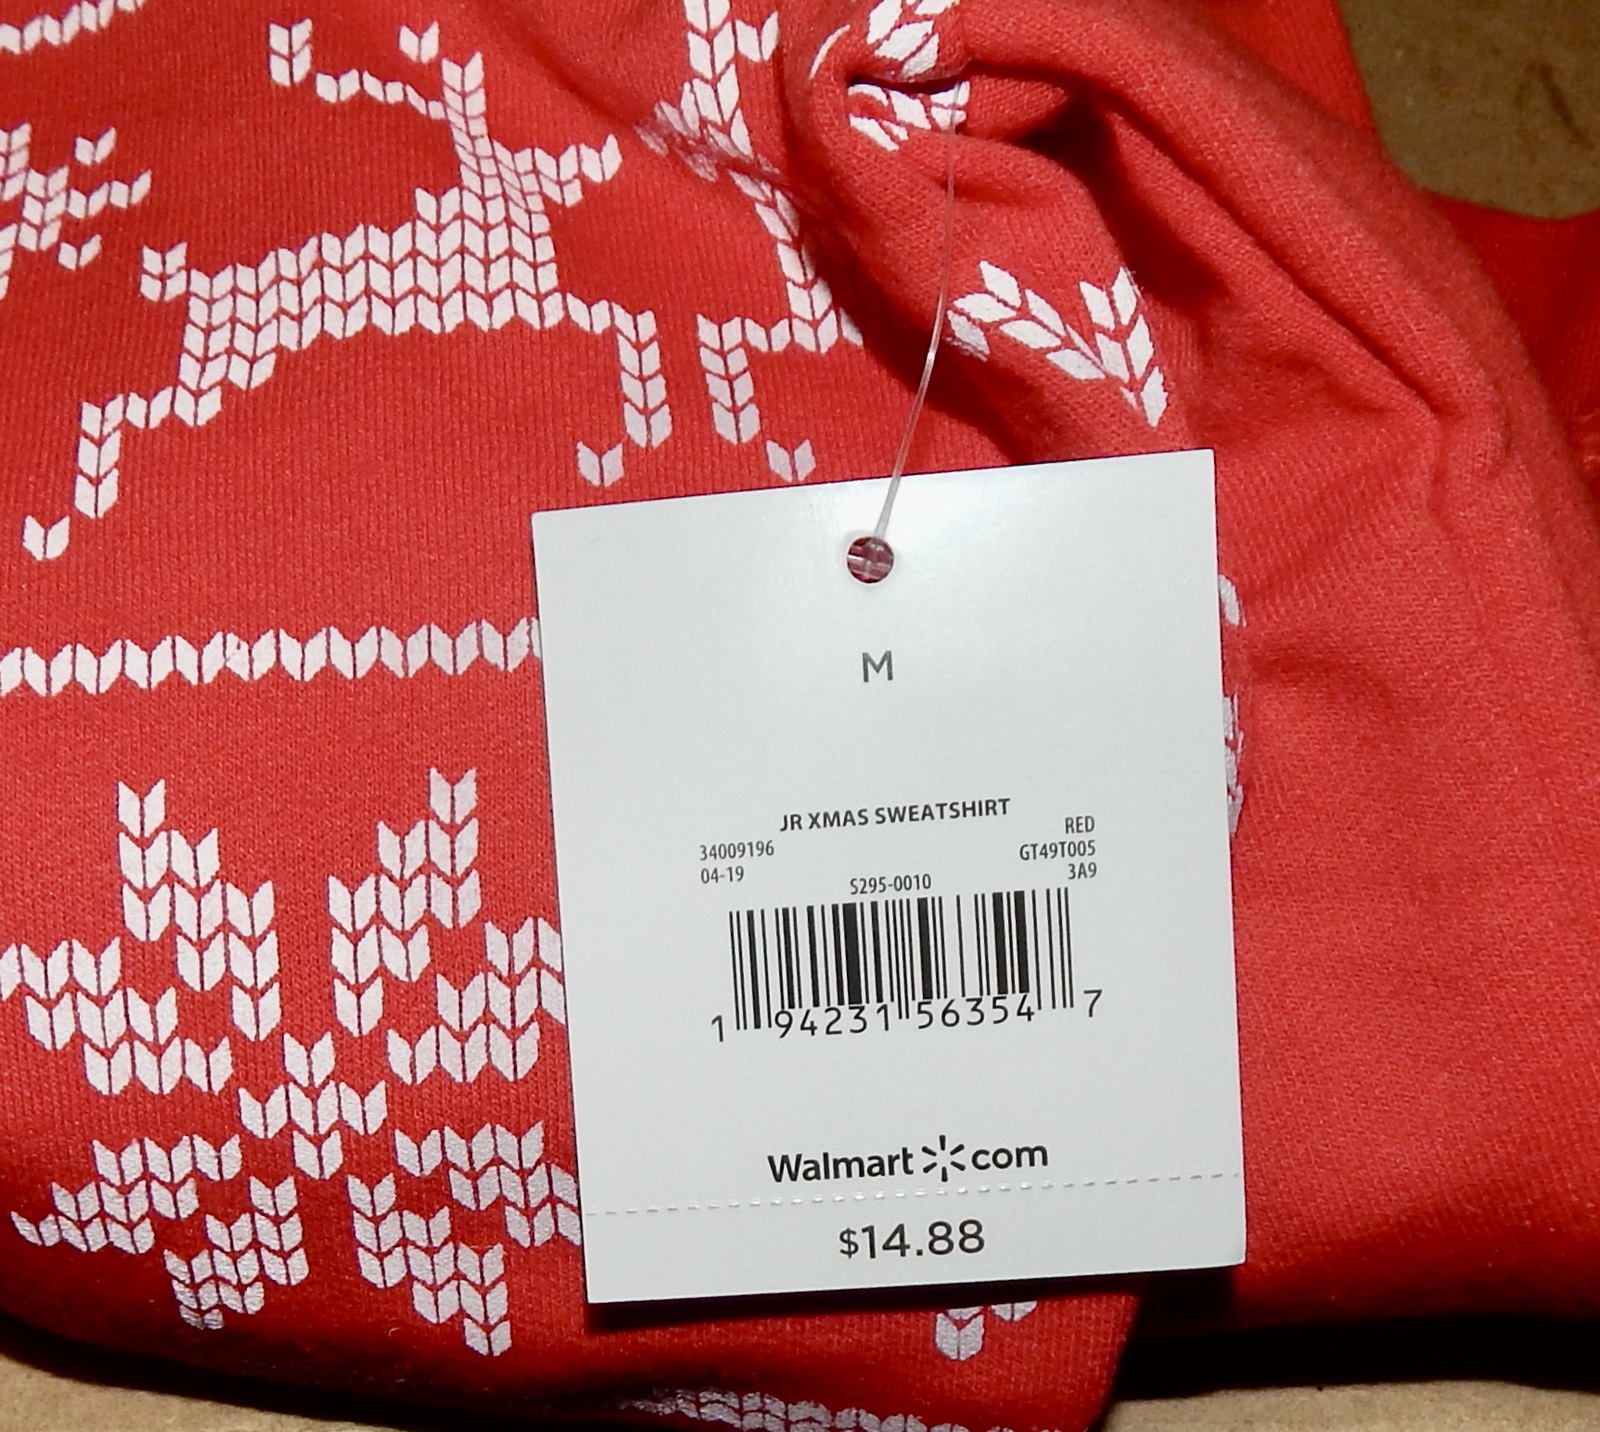 M
JR XMAS SWEATSHIRT
34009196 RED
04-19 GT49T005
S295-0010 3A9
1 94231 56354 7
Walmart com
$14.88